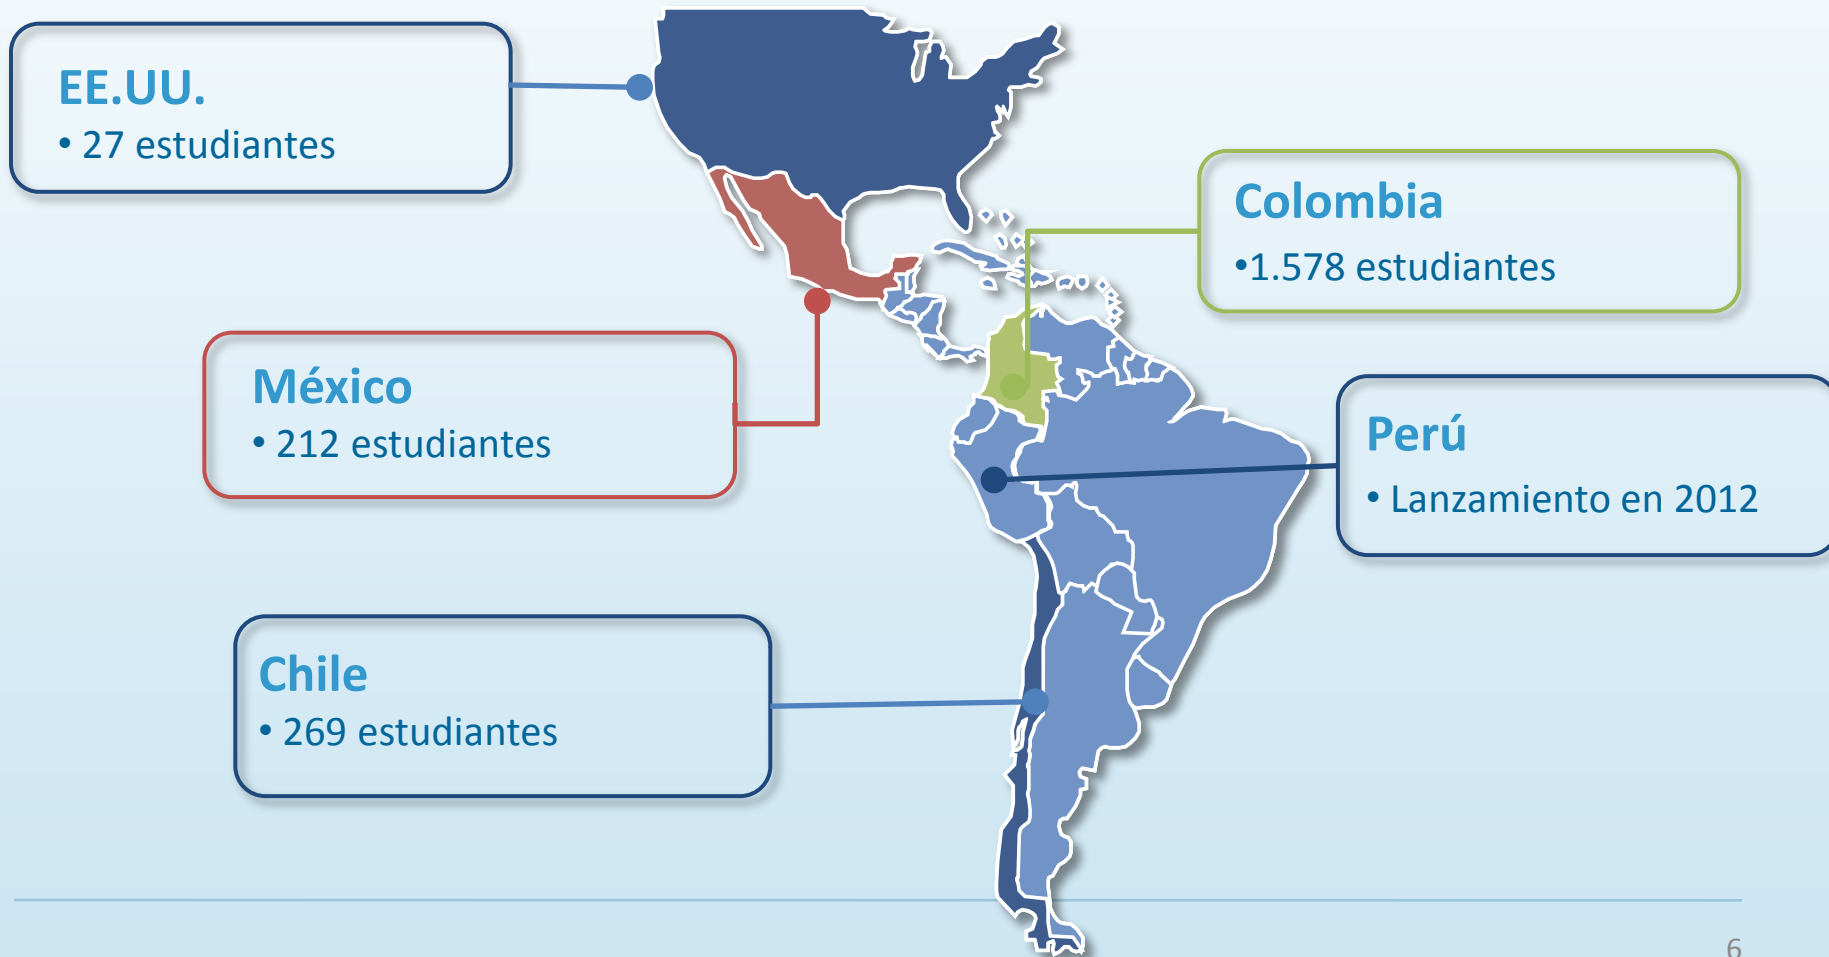 EE.UU.
• 27 estudiantes
Colombia
•1.578 estudiantes
México
• 212 estudiantes
Perú
• Lanzamiento en 2012
Chile
• 269 estudiantes
6